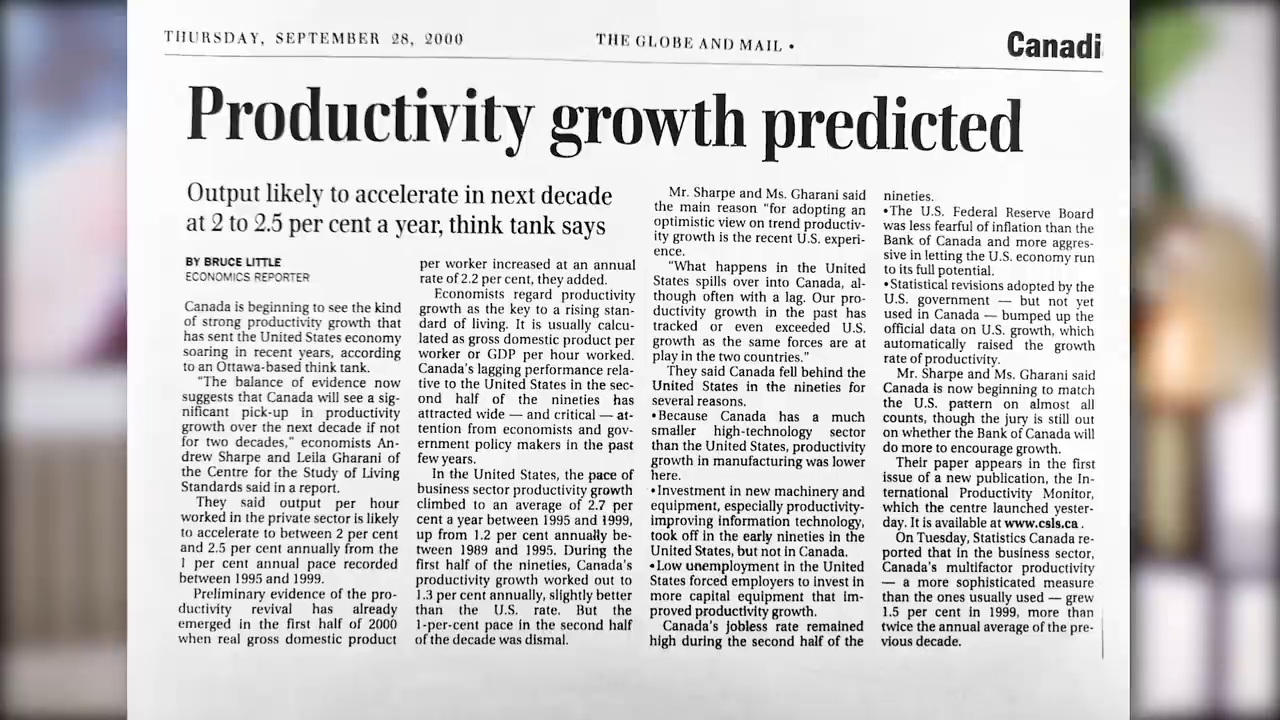 THURSDAY, SEPTEMBER 28, 2000
THE GLOBE AND MAIL •
Canadi
Productivity growth predicted
Output likely to accelerate in next decade
at 2 to 2.5 per cent a year, think tank says
BY BRUCE LITTLE
ECONOMICS REPORTER
Canada is beginning to see the kind
of strong productivity growth that
has sent the United States economy
soaring in recent years, according
to an Ottawa-based think tank.
"The balance of evidence now
suggests that Canada will see a sig-
nificant pick-up in productivity
growth over the next decade if not
for two decades," economists An-
drew Sharpe and Leila Gharani of
the Centre for the Study of Living
Standards said in a report.
They said output per hour
worked in the private sector is likely
to accelerate to between 2 per cent
and 2.5 per cent annually from the
1 per cent annual pace recorded
between 1995 and 1999.
Preliminary evidence of the pro-
ductivity revival has already
emerged in the first half of 2000
when real gross domestic product
per worker increased at an annual
rate of 2.2 per cent, they added.
Economists regard productivity
growth as the key to a rising stan-
dard of living. It is usually calcu-
lated as gross domestic product per
worker or GDP per hour worked.
Canada's lagging performance rela-
tive to the United States in the sec-
ond half of the nineties has
attracted wide — and critical — at-
tention from economists and gov-
ernment policy makers in the past
few years.
In the United States, the pace of
business sector productivity growth
climbed to an average of 2.7 per
cent a year between 1995 and 1999,
up from 1.2 per cent annually be-
tween 1989 and 1995. During the
first half of the nineties, Canada's
productivity growth worked out to
1.3 per cent annually, slightly better
than the U.S. rate. But the
1-per-cent pace in the second half
of the decade was dismal.
Mr. Sharpe and Ms. Gharani said
the main reason "for adopting an
optimistic view on trend productiv-
ity growth is the recent U.S. experi-
ence.
"What happens in the United
States spills over into Canada, al-
though often with a lag. Our pro-
ductivity growth in the past has
tracked or even exceeded U.S.
growth as the same forces are at
play in the two countries."
They said Canada fell behind the
United States in the nineties for
several reasons.
•Because Canada has a much
smaller high-technology sector
than the United States, productivity
growth in manufacturing was lower
here.
•Investment in new machinery and
equipment, especially productivity-
improving information technology,
took off in the early nineties in the
United States, but not in Canada.
•Low unemployment in the United
States forced employers to invest in
more capital equipment that im-
proved productivity growth.
Canada's jobless rate remained
high during the second half of the
nineties.
•The U.S. Federal Reserve Board
was less fearful of inflation than the
Bank of Canada and more aggres-
sive in letting the U.S. economy run
to its full potential.
•Statistical revisions adopted by the
U.S. government — but not yet
used in Canada — bumped up the
official data on U.S. growth, which
automatically raised the growth
rate of productivity.
Mr. Sharpe and Ms. Gharani said
Canada is now beginning to match
the U.S. pattern on almost all
counts, though the jury is still out
on whether the Bank of Canada will
do more to encourage growth.
Their paper appears in the first
issue of a new publication, the In-
ternational Productivity Monitor,
which the centre launched yester-
day. It is available at www.csls.ca .
On Tuesday, Statistics Canada re-
ported that in the business sector,
Canada's multifactor productivity
— a more sophisticated measure
than the ones usually used — grew
1.5 per cent in 1999, more than
twice the annual average of the pre-
vious decade.